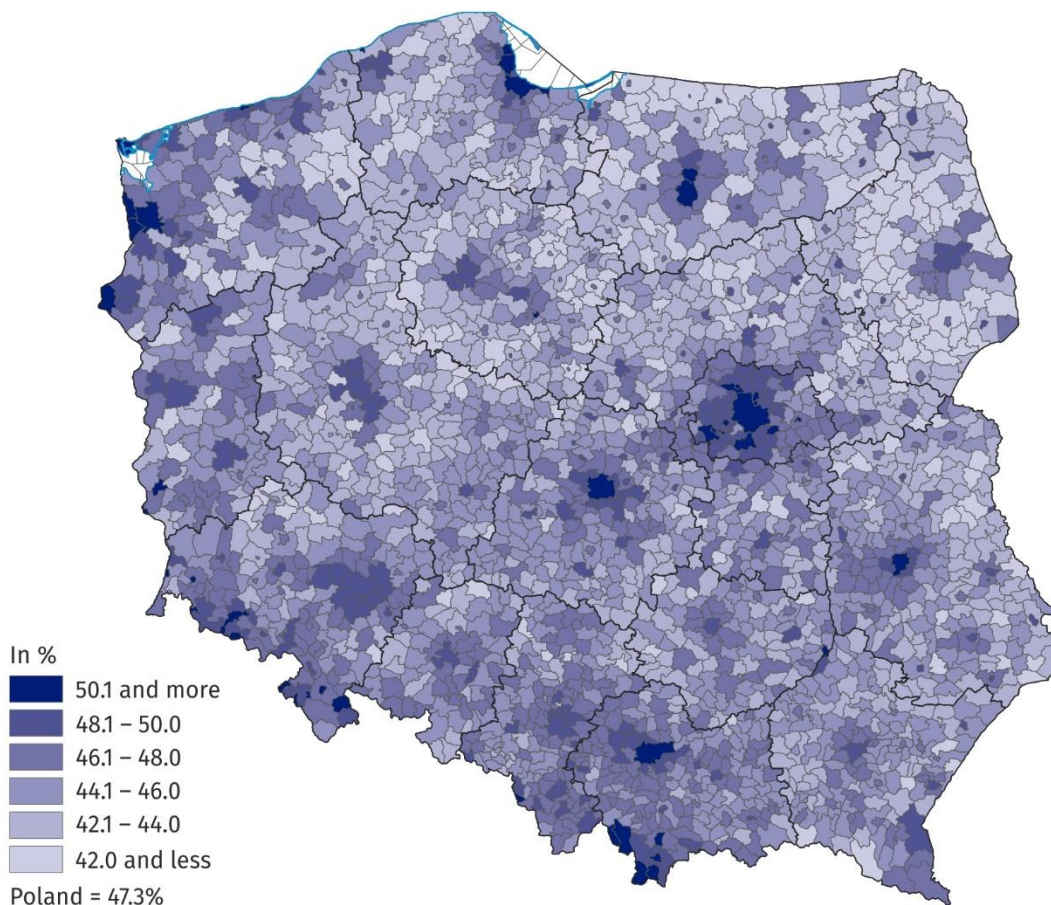 In %
50.1 and more
48.1 – 50.0
46.1 – 48.0
44.1 – 46.0
42.1 – 44.0
42.0 and less
Poland = 47.3%